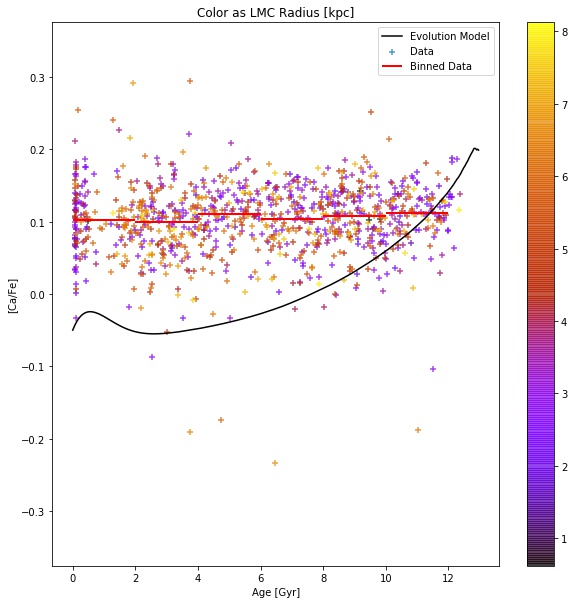 Color as LMC Radius [kpc]
Evolution Model
Data
Binned Data
[Ca/Fe]
0.3
0.2
0.1
0.0
−0.1
−0.2
−0.3
0 2 4 6 8 10 12
Age [Gyr]
8
7
6
5
4
3
2
1